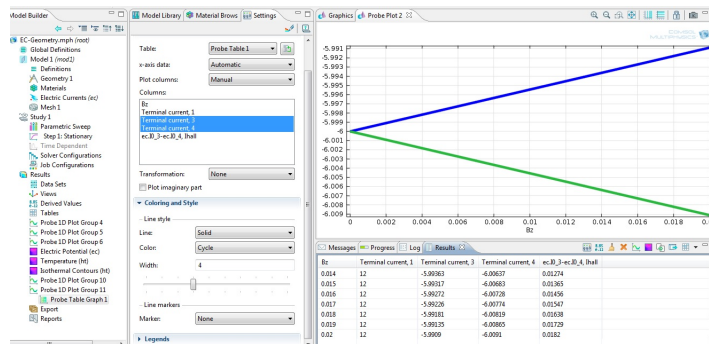 Model Builder
EC-Geometry.mph (root)
Global Definitions
Model 1 (mod1)
Definitions
Geometry 1
Materials
Electric Currents (ec)
Mesh 1
Study 1
Parametric Sweep
Step 1: Stationary
Time Dependent
Solver Configurations
Job Configurations
Results
Data Sets
Views
Derived Values
Tables
Probe 1D Plot Group 4
Probe 1D Plot Group 5
Probe 1D Plot Group 6
Electric Potential (ec)
Temperature (ht)
Isothermal Contours (ht)
Probe 1D Plot Group 10
Probe 1D Plot Group 11
Probe Table Graph 1
Export
Reports
Model Library
Material Brows
Settings
Table: Probe Table 1
x-axis data: Automatic
Plot columns: Manual
Columns:
Bz
Terminal current, 1
Terminal current, 3
Terminal current, 4
ec.I0_3-ec.I0_4, Ihall
Transformation: None
Plot imaginary part
Coloring and Style
Line style
Line: Solid
Color: Cycle
Width: 4
Line markers
Marker: None
Legends
Graphics
Probe Plot 2
COMSOL
MULTIPHYSICS
-5.991
-5.992
-5.993
-5.994
-5.995
-5.996
-5.997
-5.998
-5.999
-6
-6.001
-6.002
-6.003
-6.004
-6.005
-6.006
-6.007
-6.008
-6.009
0 0.002 0.004 0.006 0.008 0.01 0.012 0.014 0.016 0.018
Bz
Messages Progress Log Results
Bz Terminal current, 1 Terminal current, 3 Terminal current, 4 ec.I0_3-ec.I0_4, Ihall
0.014 12 -5.99363 -6.00637 0.01274
0.015 12 -5.99317 -6.00683 0.01365
0.016 12 -5.99272 -6.00728 0.01456
0.017 12 -5.99226 -6.00774 0.01547
0.018 12 -5.99181 -6.00819 0.01638
0.019 12 -5.99135 -6.00865 0.01729
0.02 12 -5.9909 -6.0091 0.0182